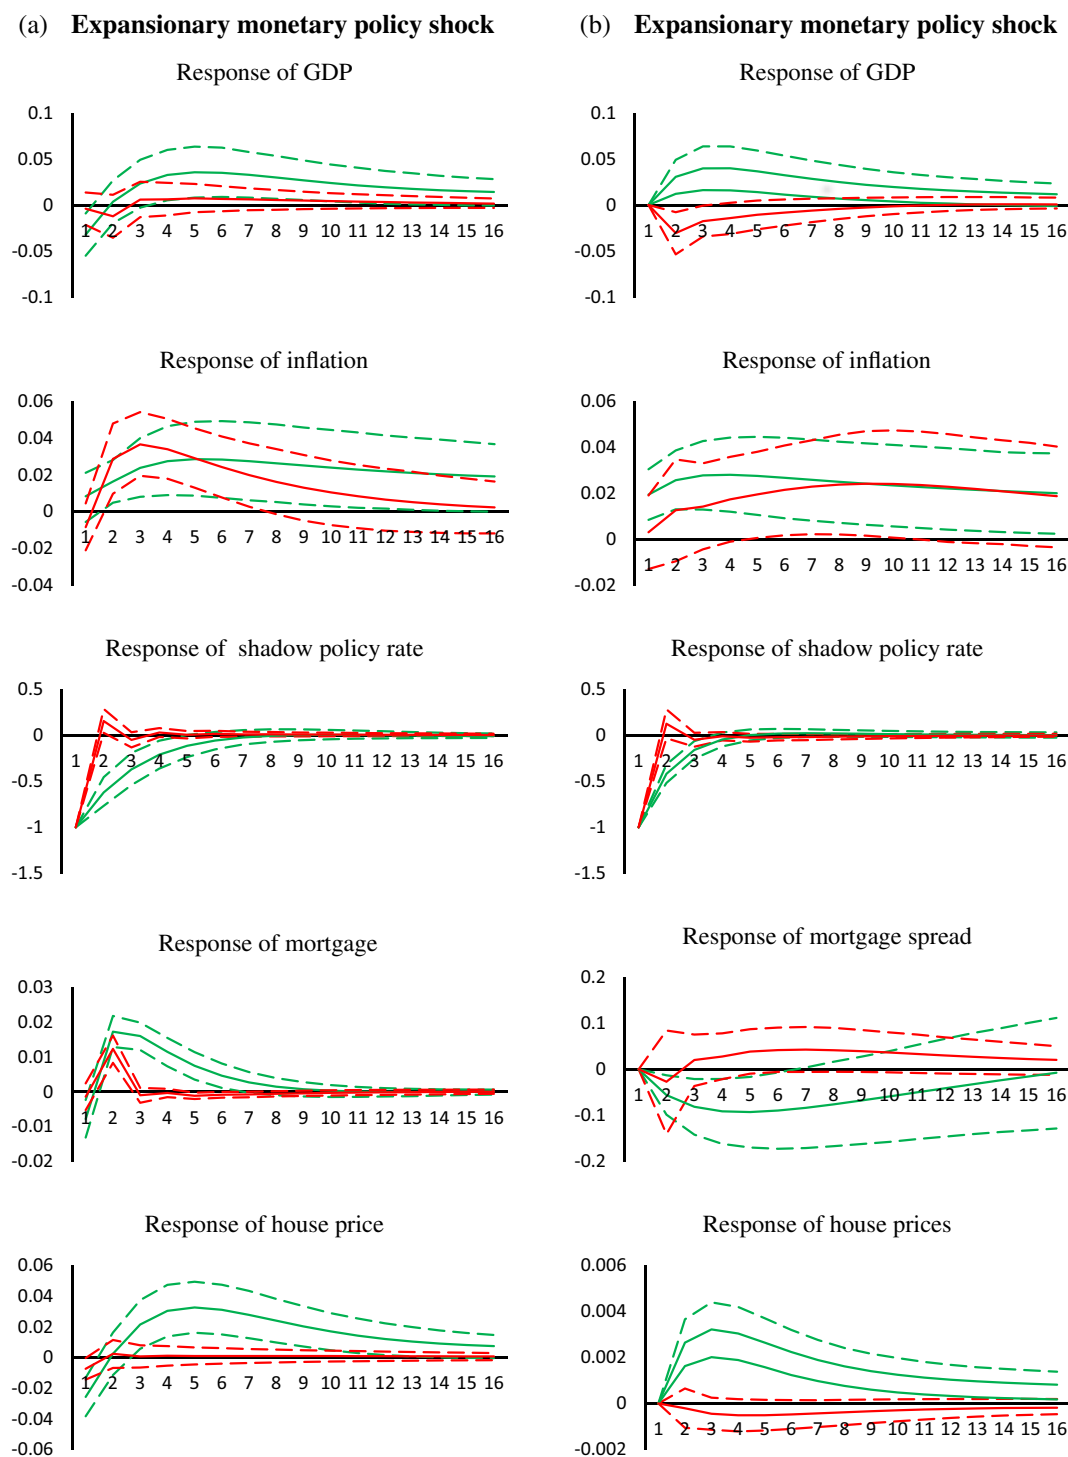 (a) Expansionary monetary policy shock
Response of GDP
0.1
0.05
0
-0.05
-0.1
1 2 3 4 5 6 7 8 9 10 11 12 13 14 15 16
Response of inflation
0.06
0.04
0.02
0
-0.02
-0.04
1 2 3 4 5 6 7 8 9 10 11 12 13 14 15 16
Response of shadow policy rate
0.5
0
-0.5
-1
-1.5
1 2 3 4 5 6 7 8 9 10 11 12 13 14 15 16
Response of mortgage
0.03
0.02
0.01
0
-0.01
-0.02
1 2 3 4 5 6 7 8 9 10 11 12 13 14 15 16
Response of house price
0.06
0.04
0.02
0
-0.02
-0.04
-0.06
1 2 3 4 5 6 7 8 9 10 11 12 13 14 15 16
(b) Expansionary monetary policy shock
Response of GDP
0.1
0.05
0
-0.05
-0.1
1 2 3 4 5 6 7 8 9 10 11 12 13 14 15 16
Response of inflation
0.06
0.04
0.02
0
-0.02
1 2 3 4 5 6 7 8 9 10 11 12 13 14 15 16
Response of shadow policy rate
0.5
0
-0.5
-1
-1.5
1 2 3 4 5 6 7 8 9 10 11 12 13 14 15 16
Response of mortgage spread
0.2
0.1
0
-0.1
-0.2
1 2 3 4 5 6 7 8 9 10 11 12 13 14 15 16
Response of house prices
0.006
0.004
0.002
0
-0.002
1 2 3 4 5 6 7 8 9 10 11 12 13 14 15 16